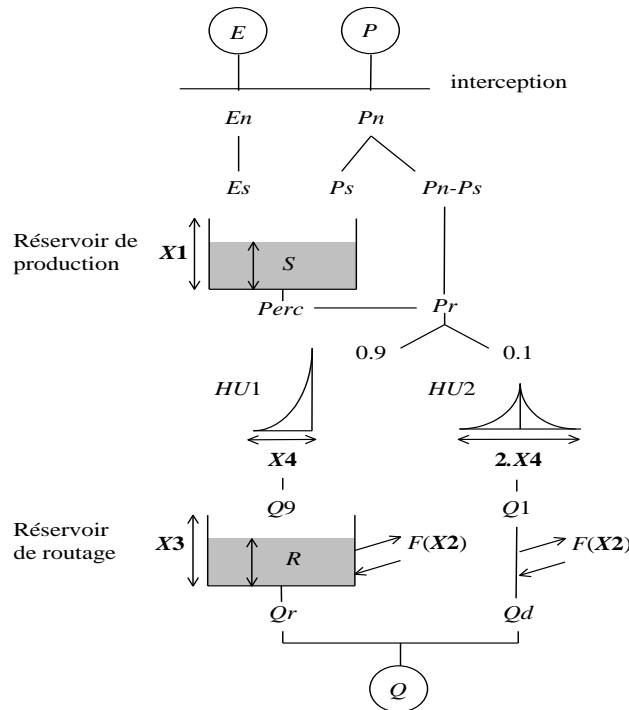 E P
interception
En Pn
Es Ps Pn-Ps
Réservoir de
production
X1 S
Perc Pr
0.9 0.1
HU1 HU2
X4 2.X4
Q9 Q1
Réservoir
de routage
X3 R F(X2) F(X2)
Qr Qd
Q